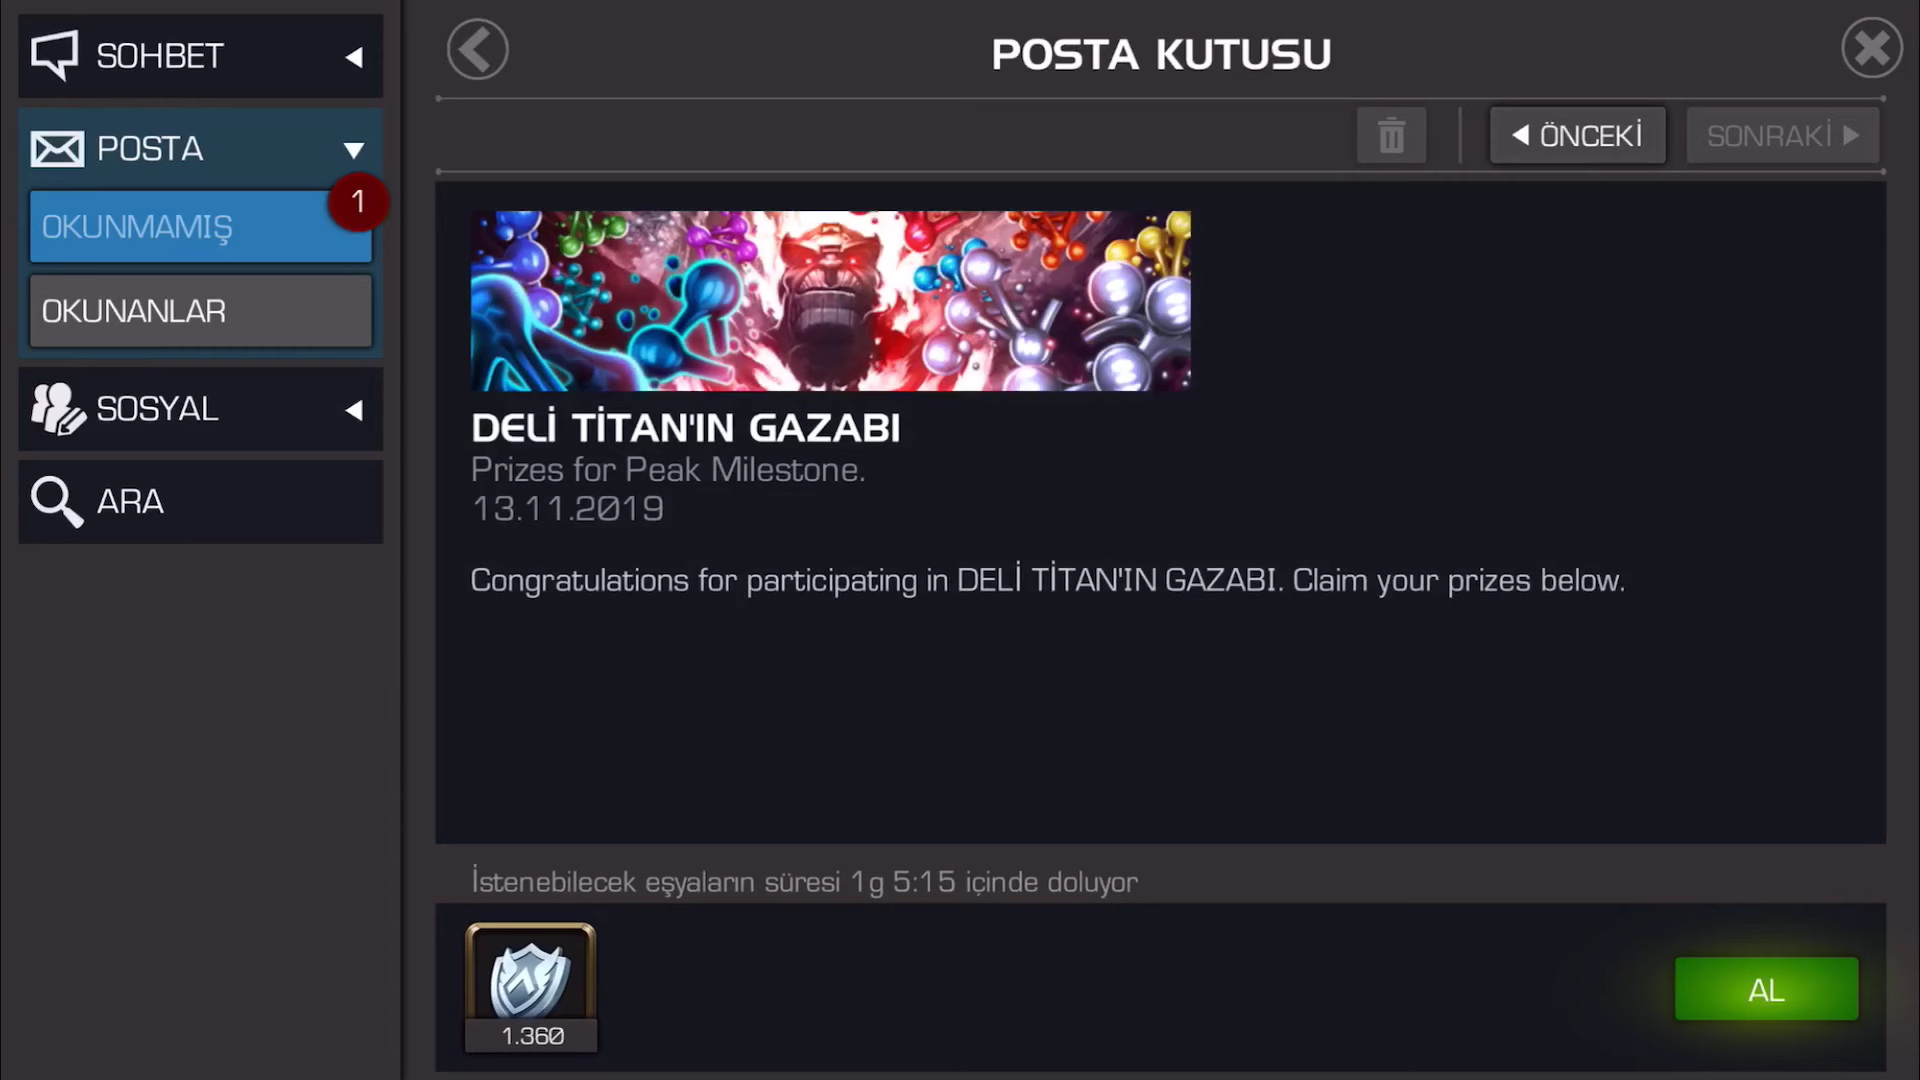 SOHBET
POSTA
1
OKUNMAMIŞ
OKUNANLAR
SOSYAL
ARA
POSTA KUTUSU
ÖNCEKİ
SONRAKİ
DELİ TİTAN'IN GAZABI
Prizes for Peak Milestone.
13.11.2019
Congratulations for participating in DELİ TİTAN'IN GAZABI. Claim your prizes below.
İstenebilecek eşyaların süresi 1g 5:15 içinde doluyor
1.360
AL